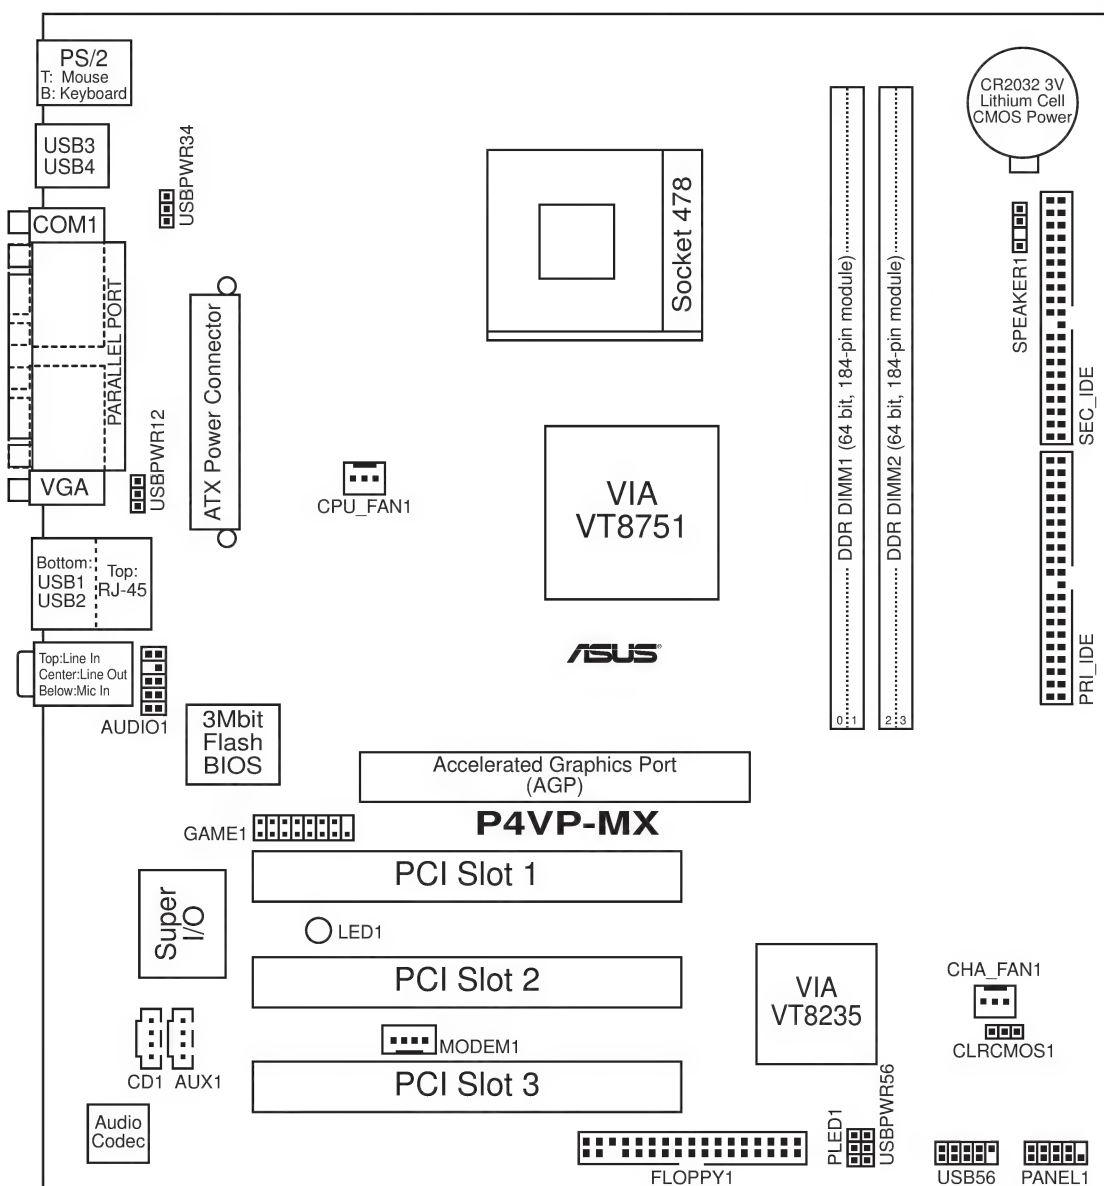 PS/2
T: Mouse
B: Keyboard
USB3
USB4
USBPWR34
COM1
PARALLEL PORT
VGA
USBPWR12
ATX Power Connector
CPU_FAN1
Socket 478
VIA
VT8751
DDR DIMM1 (64 bit, 184-pin module)
DDR DIMM2 (64 bit, 184-pin module)
0 1
2 3
CR2032 3V
Lithium Cell
CMOS Power
SPEAKER1
SEC_IDE
PRI_IDE
Bottom:
USB1
USB2
Top:
RJ-45
Top:Line In
Center:Line Out
Below:Mic In
AUDIO1
ASUS
3Mbit
Flash
BIOS
Accelerated Graphics Port
(AGP)
P4VP-MX
GAME1
PCI Slot 1
Super
I/O
LED1
PCI Slot 2
VIA
VT8235
CHA_FAN1
CLRCMOS1
MODEM1
CD1
AUX1
PCI Slot 3
Audio
Codec
FLOPPY1
PLED1
USBPWR56
USB56
PANEL1